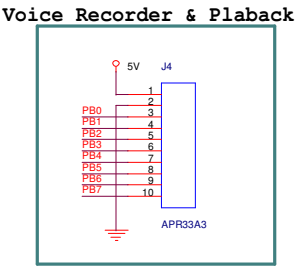 Voice Recorder & Plaback
5V
J4
1
2
PB0 3
PB1 4
PB2 5
PB3 6
PB4 7
PB5 8
PB6 9
PB7 10
APR33A3